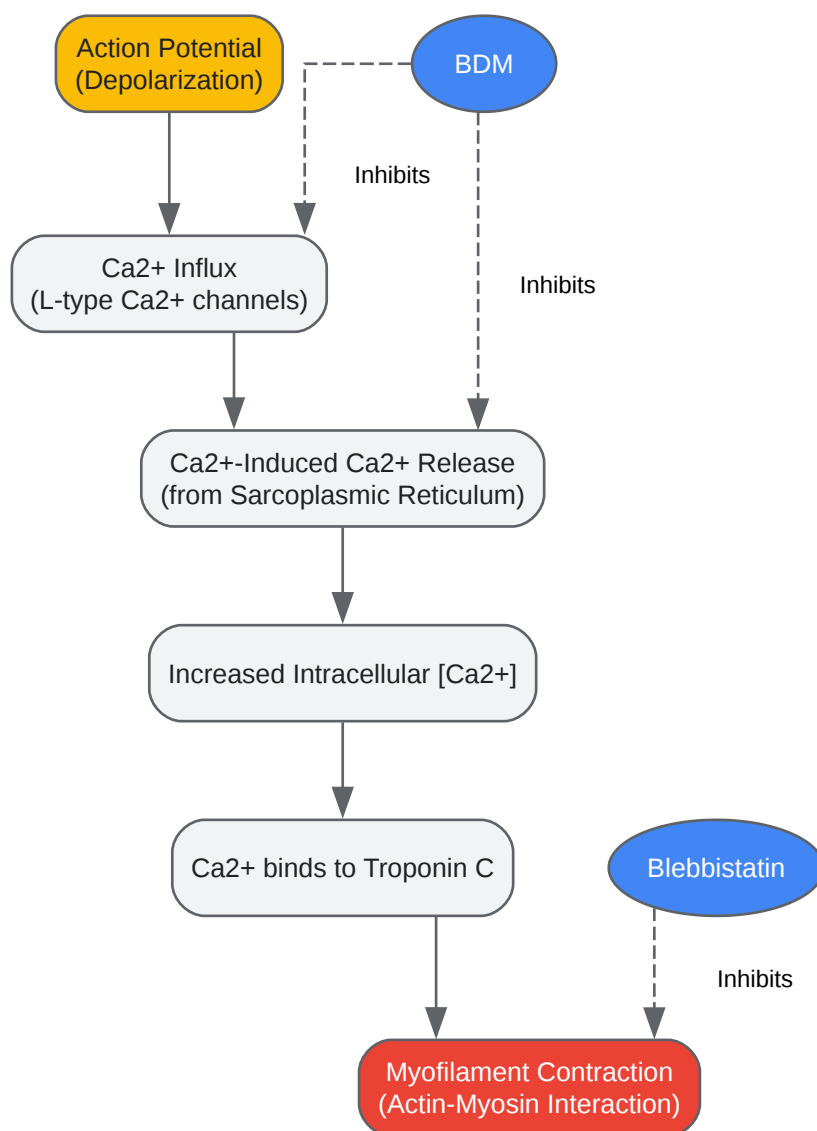 Action Potential
(Depolarization)
BDM
Inhibits
Ca2+ Influx
(L-type Ca2+ channels)
Inhibits
Ca2+-Induced Ca2+ Release
(from Sarcoplasmic Reticulum)
Increased Intracellular [Ca2+]
Ca2+ binds to Troponin C
Blebbistatin
Inhibits
Myofilament Contraction
(Actin-Myosin Interaction)